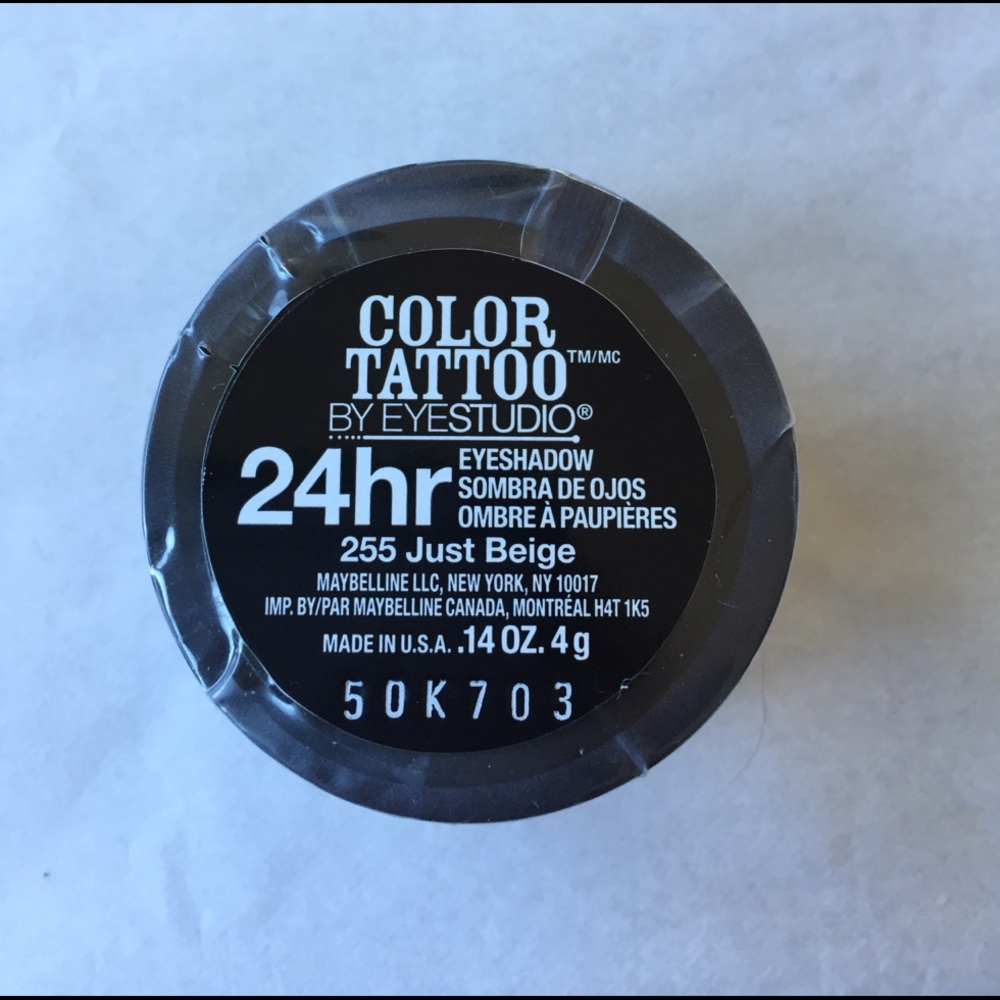 COLOR
TATTOO™/MC
BY EYESTUDIO®
24hr
EYESHADOW
SOMBRA DE OJOS
OMBRE À PAUPIÈRES
255 Just Beige
MAYBELLINE LLC, NEW YORK, NY 10017
IMP. BY/PAR MAYBELLINE CANADA, MONTRÉAL H4T 1K5
MADE IN U.S.A. .14 OZ. 4 g
50K703